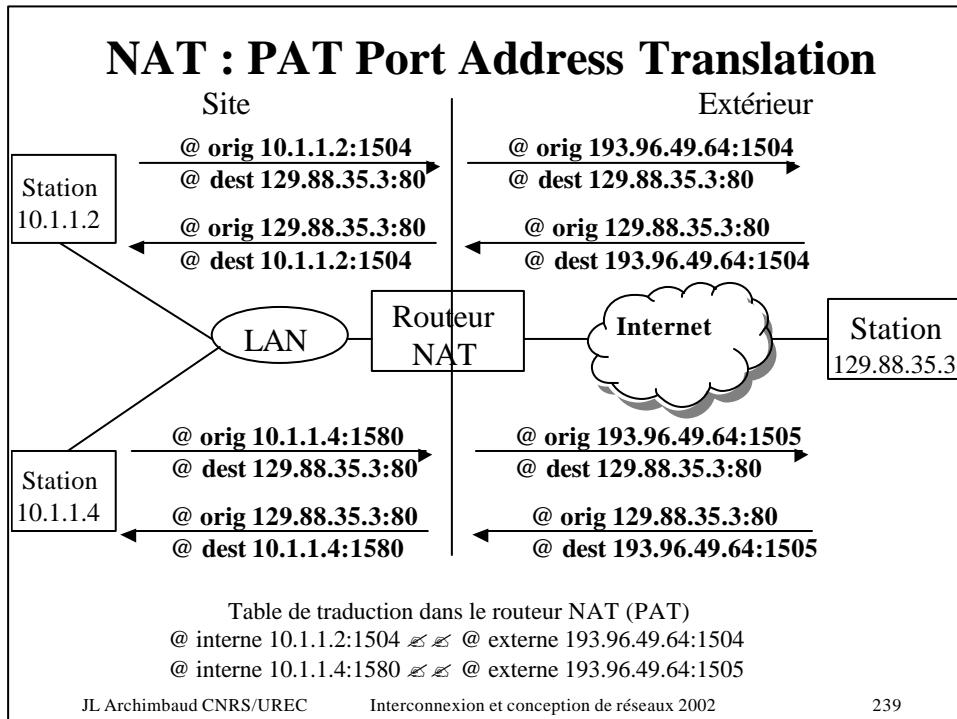 NAT : PAT Port Address Translation
Site
Extérieur
@ orig 10.1.1.2:1504
@ dest 129.88.35.3:80
@ orig 193.96.49.64:1504
@ dest 129.88.35.3:80
Station
10.1.1.2
@ orig 129.88.35.3:80
@ dest 10.1.1.2:1504
@ orig 129.88.35.3:80
@ dest 193.96.49.64:1504
LAN
Routeur
NAT
Internet
Station
129.88.35.3
@ orig 10.1.1.4:1580
@ dest 129.88.35.3:80
@ orig 193.96.49.64:1505
@ dest 129.88.35.3:80
Station
10.1.1.4
@ orig 129.88.35.3:80
@ dest 10.1.1.4:1580
@ orig 129.88.35.3:80
@ dest 193.96.49.64:1505
Table de traduction dans le routeur NAT (PAT)
@ interne 10.1.1.2:1504 ✍ ✍ @ externe 193.96.49.64:1504
@ interne 10.1.1.4:1580 ✍ ✍ @ externe 193.96.49.64:1505
JL Archimbaud CNRS/UREC Interconnexion et conception de réseaux 2002 239